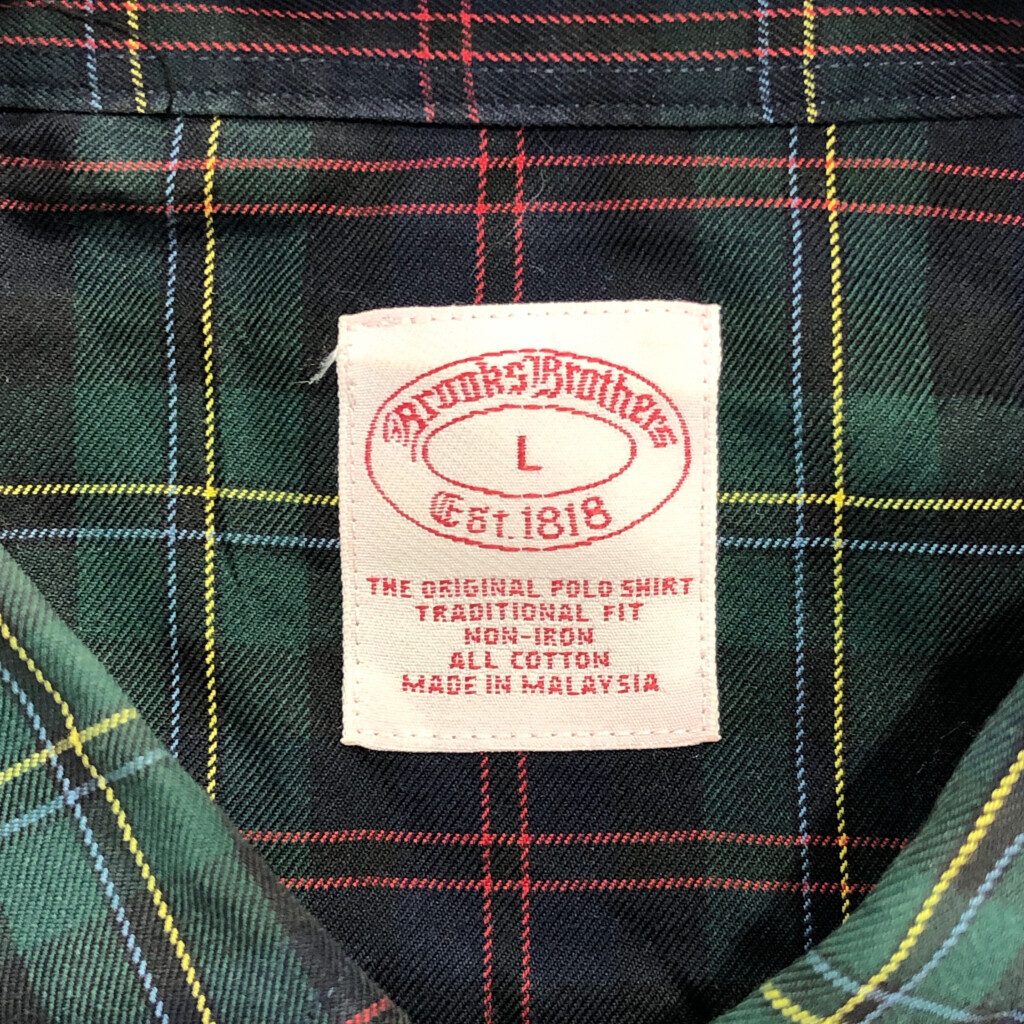 Brooks Brothers
L
Est. 1818
THE ORIGINAL POLO SHIRT
TRADITIONAL FIT
NON-IRON
ALL COTTON
MADE IN MALAYSIA